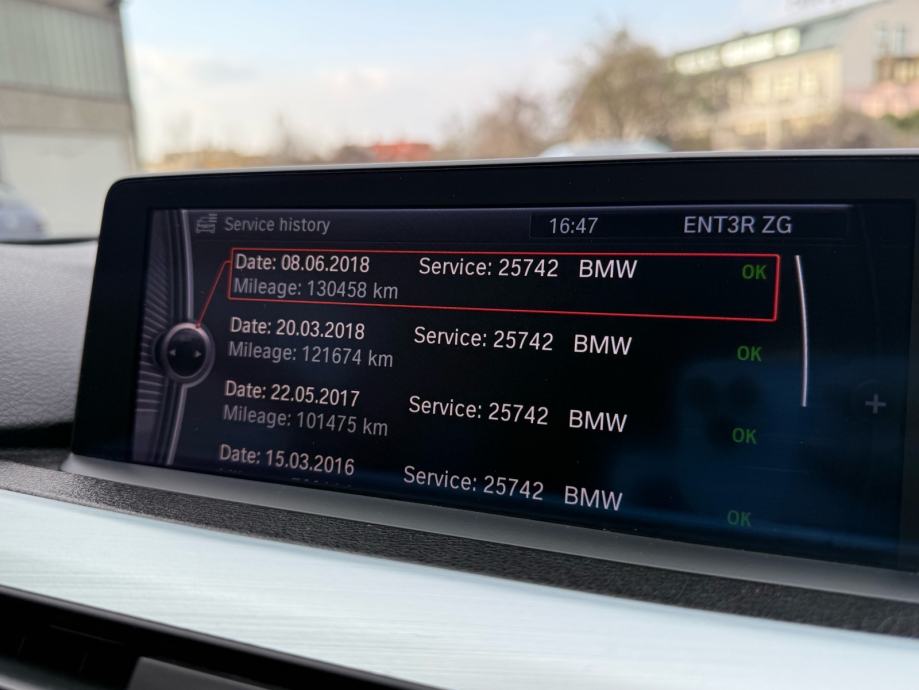 Service history 16:47 ENT3R ZG
Date: 08.06.2018 Service: 25742 BMW OK
Mileage: 130458 km
Date: 20.03.2018 Service: 25742 BMW OK
Mileage: 121674 km
Date: 22.05.2017 Service: 25742 BMW OK
Mileage: 101475 km
Date: 15.03.2016 Service: 25742 BMW OK